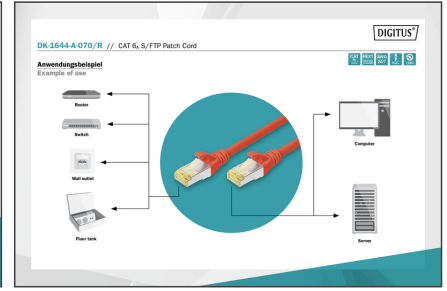 DIGITUS®
DK-1644-A-070/R // CAT 6A S/FTP Patch Cord
Anwendungsbeispiel
Example of use
Router
Switch
Wall outlet
Floor tank
Computer
Server